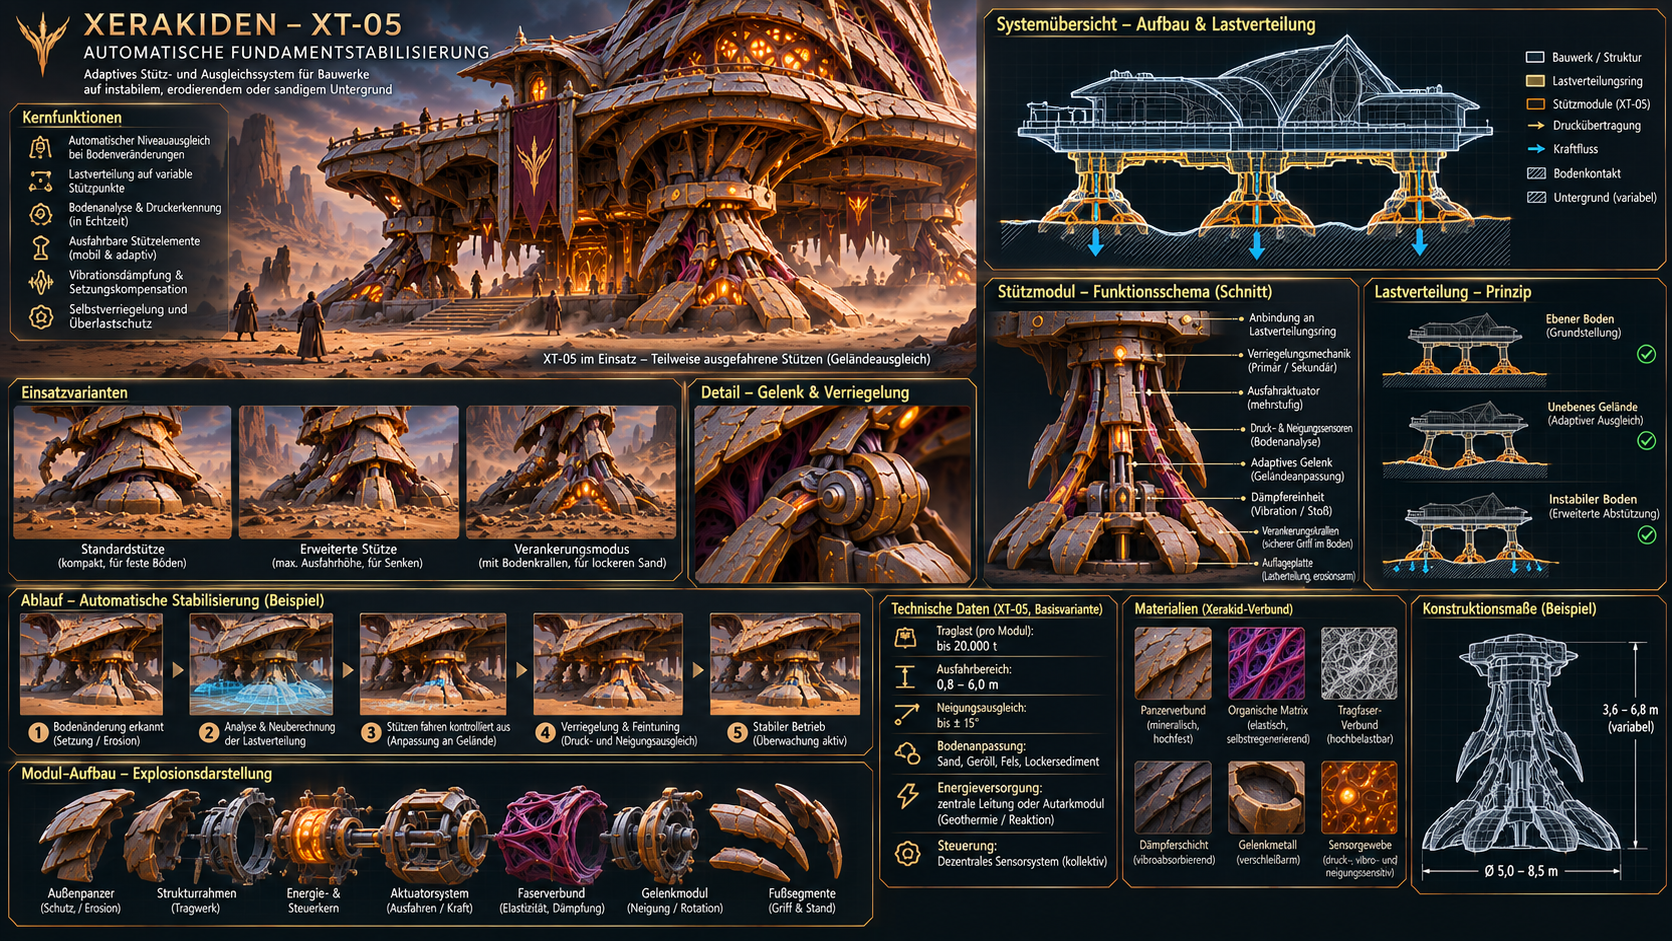 XERAKIDEN – XT-05
AUTOMATISCHE FUNDAMENTSTABILISIERUNG
Adaptives Stütz- und Ausgleichssystem für Bauwerke
auf instabilem, erodierendem oder sandigem Untergrund
Kernfunktionen
Automatischer Niveauausgleich
bei Bodenveränderungen
Lastverteilung auf variable
Stützpunkte
Bodenanalyse & Druckerkennung
(in Echtzeit)
Ausfahrbare Stützelemente
(mobil & adaptiv)
Vibrationsdämpfung &
Setzungskompensation
Selbstverriegelung und
Überlastschutz
XT-05 im Einsatz – Teilweise ausgefahrene Stützen (Geländeausgleich)
Systemübersicht – Aufbau & Lastverteilung
Bauwerk / Struktur
Lastverteilungsring
Stützmodule (XT-05)
Druckübertragung
Kraftfluss
Bodenkontakt
Untergrund (variabel)
Einsatzvarianten
Standardstütze
(kompakt, für feste Böden)
Erweiterte Stütze
(max. Ausfahrhöhe, für Senken)
Verankerungsmodus
(mit Bodenkrallen, für lockeren Sand)
Detail – Gelenk & Verriegelung
Stützmodul – Funktionsschema (Schnitt)
Anbindung an
Lastverteilungsring
Verriegelungsmechanik
(Primär / Sekundär)
Ausfahraktuator
(mehrstufig)
Druck- & Neigungssensoren
(Bodenanalyse)
Adaptives Gelenk
(Geländeanpassung)
Dämpfereinheit
(Vibration / Stoß)
Verankerungskrallen
(sicherer Griff im Boden)
Auflageplatte
(Lastverteilung, erosionsarm)
Lastverteilung – Prinzip
Ebener Boden
(Grundstellung)
Unebenes Gelände
(Adaptiver Ausgleich)
Instabiler Boden
(Erweiterte Abstützung)
Ablauf – Automatische Stabilisierung (Beispiel)
1 Bodenänderung erkannt
(Setzung / Erosion)
2 Analyse & Neuberechnung
der Lastverteilung
3 Stützen fahren kontrolliert aus
(Anpassung an Gelände)
4 Verriegelung & Feintuning
(Druck- und Neigungsausgleich)
5 Stabiler Betrieb
(Überwachung aktiv)
Modul-Aufbau – Explosionsdarstellung
Außenpanzer
(Schutz, / Erosion)
Strukturrahmen
(Tragwerk)
Energie- &
Steuerkern
Aktuatorsystem
(Ausfahren / Kraft)
Faserverbund
(Elastizität, Dämpfung)
Gelenkmodul
(Neigung / Rotation)
Fußsegmente
(Griff & Stand)
Technische Daten (XT-05, Basisvariante)
Traglast (pro Modul):
bis 20.000 t
Ausfahrbereich:
0,8 – 6,0 m
Neigungsausgleich:
bis ± 15°
Bodenanpassung:
Sand, Geröll, Fels, Lockersediment
Energieversorgung:
zentrale Leitung oder Autarkmodul
(Geothermie / Reaktion)
Steuerung:
Dezentrales Sensorsystem (kollektiv)
Materialien (Xerakid-Verbund)
Panzerverbund
(mineralisch,
hochfest)
Organische Matrix
(elastisch,
selbstregenerierend)
Tragfaser-
Verbund
(hochbelastbar)
Dämpferschicht
(vibroabsorbierend)
Gelenkmetall
(verschleißarm)
Sensorgewebe
(druck-, vibro- und
neigungssensitiv)
Konstruktionsmaße (Beispiel)
3,6 – 6,8 m
(variabel)
Ø 5,0 – 8,5 m